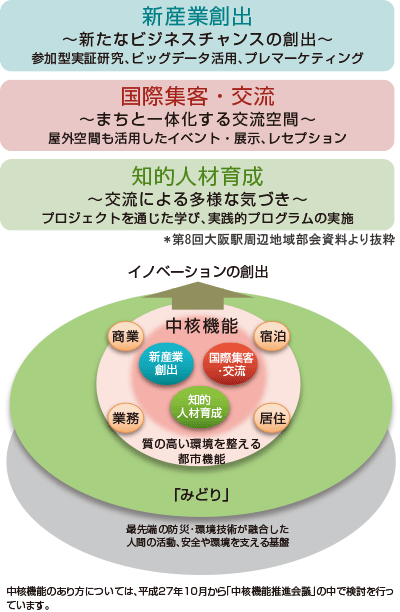 新産業創出
～新たなビジネスチャンスの創出～
参加型実証研究、ビッグデータ活用、プレマーケティング
国際集客・交流
～まちと一体化する交流空間～
屋外空間も活用したイベント・展示、レセプション
知的人材育成
～交流による多様な気づき～
プロジェクトを通じた学び、実践的プログラムの実施
＊第8回大阪駅周辺地域部会資料より抜粋
イノベーションの創出
中核機能
商業
宿泊
新産業
創出
国際集客
・交流
知的
人材育成
業務
居住
質の高い環境を整える
都市機能
「みどり」
最先端の防災・環境技術が融合した
人間の活動、安全や環境を支える基盤
中核機能のあり方については、平成27年10月から「中核機能推進会議」の中で検討を行っ
ています。